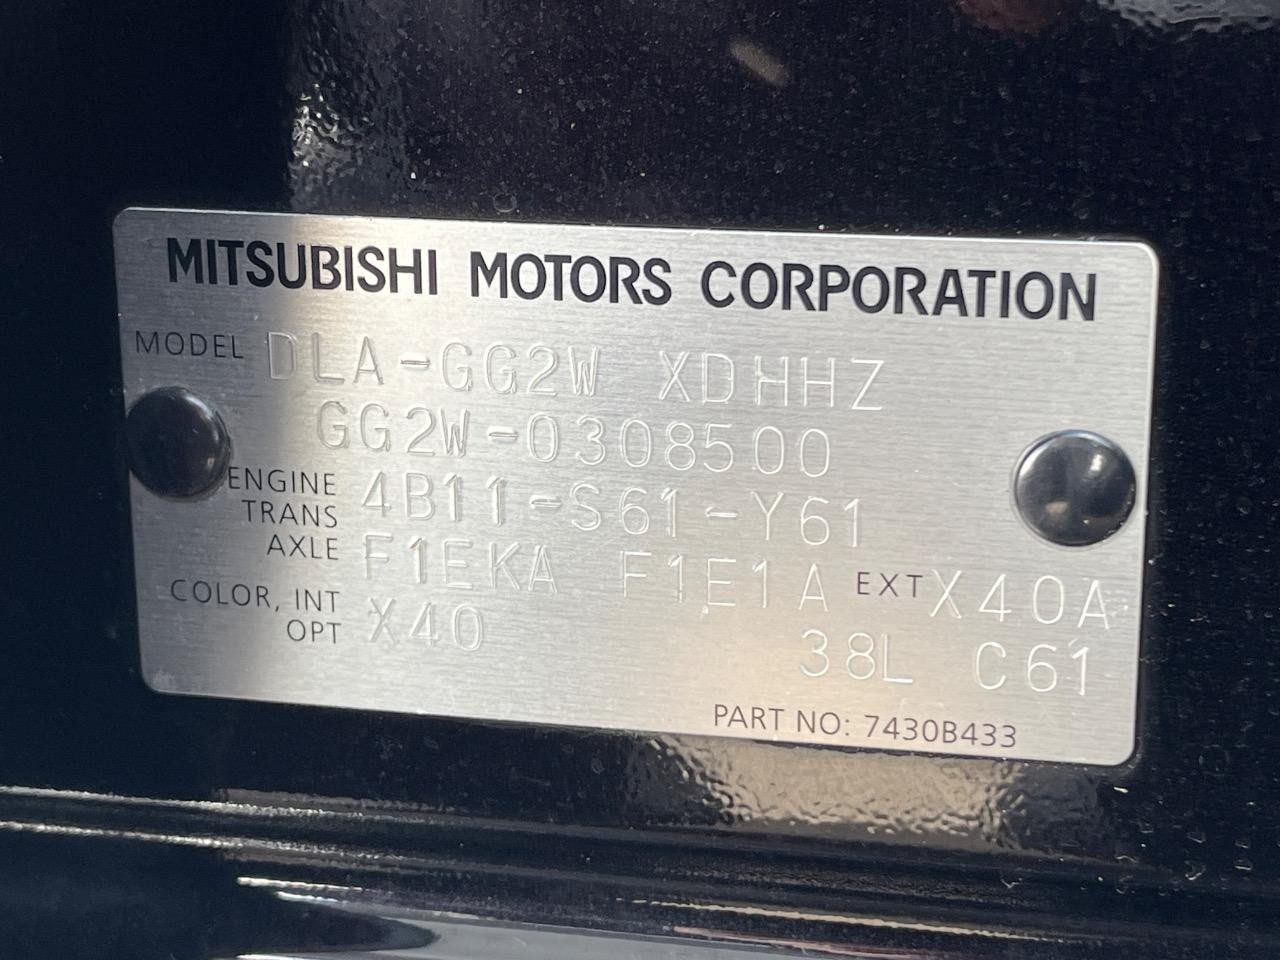 MITSUBISHI MOTORS CORPORATION
MODEL DLA-GG2W XDHHZ
GG2W-0308500
ENGINE 4B11-S61-Y61
TRANS
AXLE F1EKA F1E1A EXT X40A
COLOR, INT X40
OPT 38L C61
PART NO: 7430B433